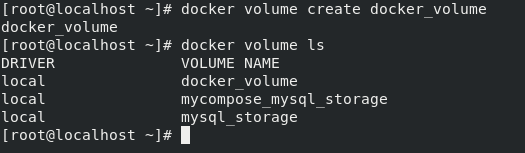 [root@localhost ~]# docker volume create docker_volume
docker_volume
[root@localhost ~]# docker volume ls
DRIVER              VOLUME NAME
local               docker_volume
local               mycompose_mysql_storage
local               mysql_storage
[root@localhost ~]#